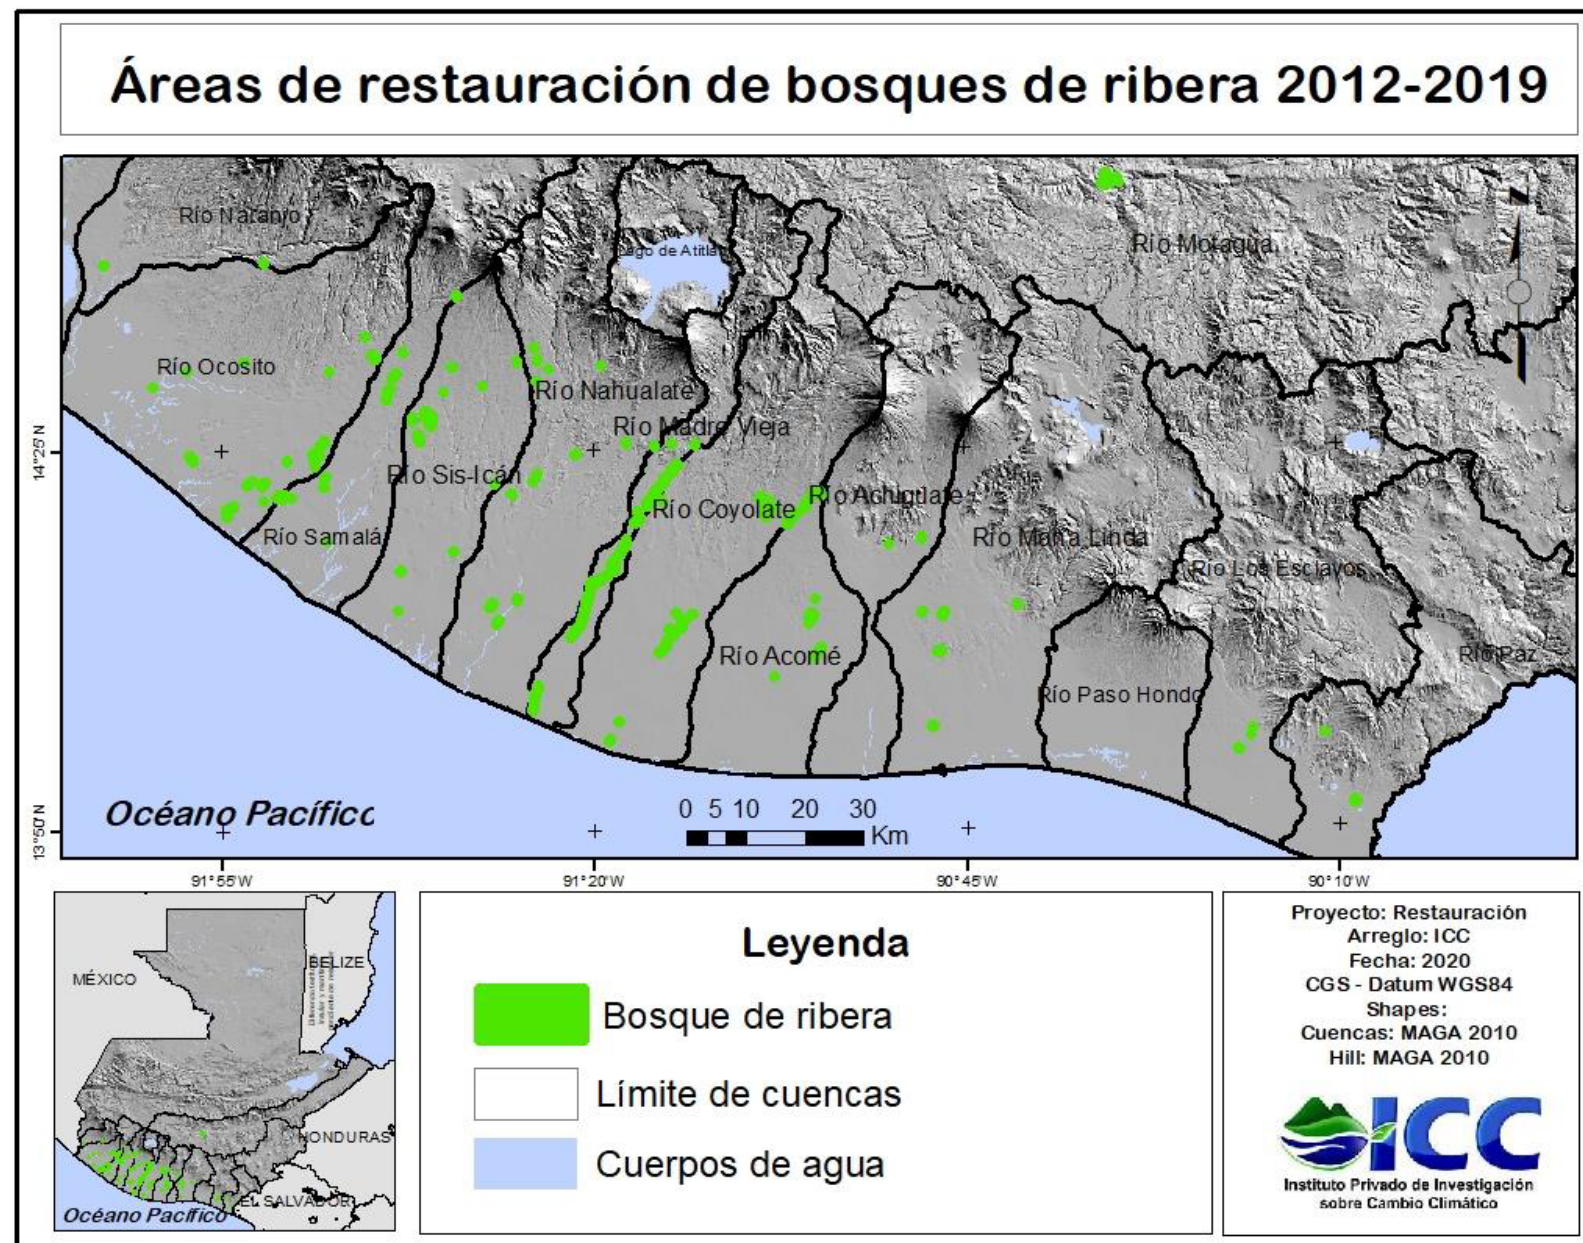 Áreas de restauración de bosques de ribera 2012-2019
N
Río Naranjo
Río Motagua
Río Ocosito
Río Nahualate
Río Madre Vieja
Río Sis-Icán
Río Coyolate
Río Achiguate
Río Samalá
Río María Linda
Río Los Esclavos
Río Acomé
Río Paz
Río Paso Hondo
Océano Pacífico
0 5 10 20 30
Km
14°25'N
13°50'N
91°55'W
91°20'W
90°45'W
90°10'W
MÉXICO
BELIZE
HONDURAS
EL SALVADOR
Océano Pacífico
Leyenda
Bosque de ribera
Límite de cuencas
Cuerpos de agua
Proyecto: Restauración
Arreglo: ICC
Fecha: 2020
CGS - Datum WGS84
Shapes:
Cuencas: MAGA 2010
Hill: MAGA 2010
ICC
Instituto Privado de Investigación
sobre Cambio Climático